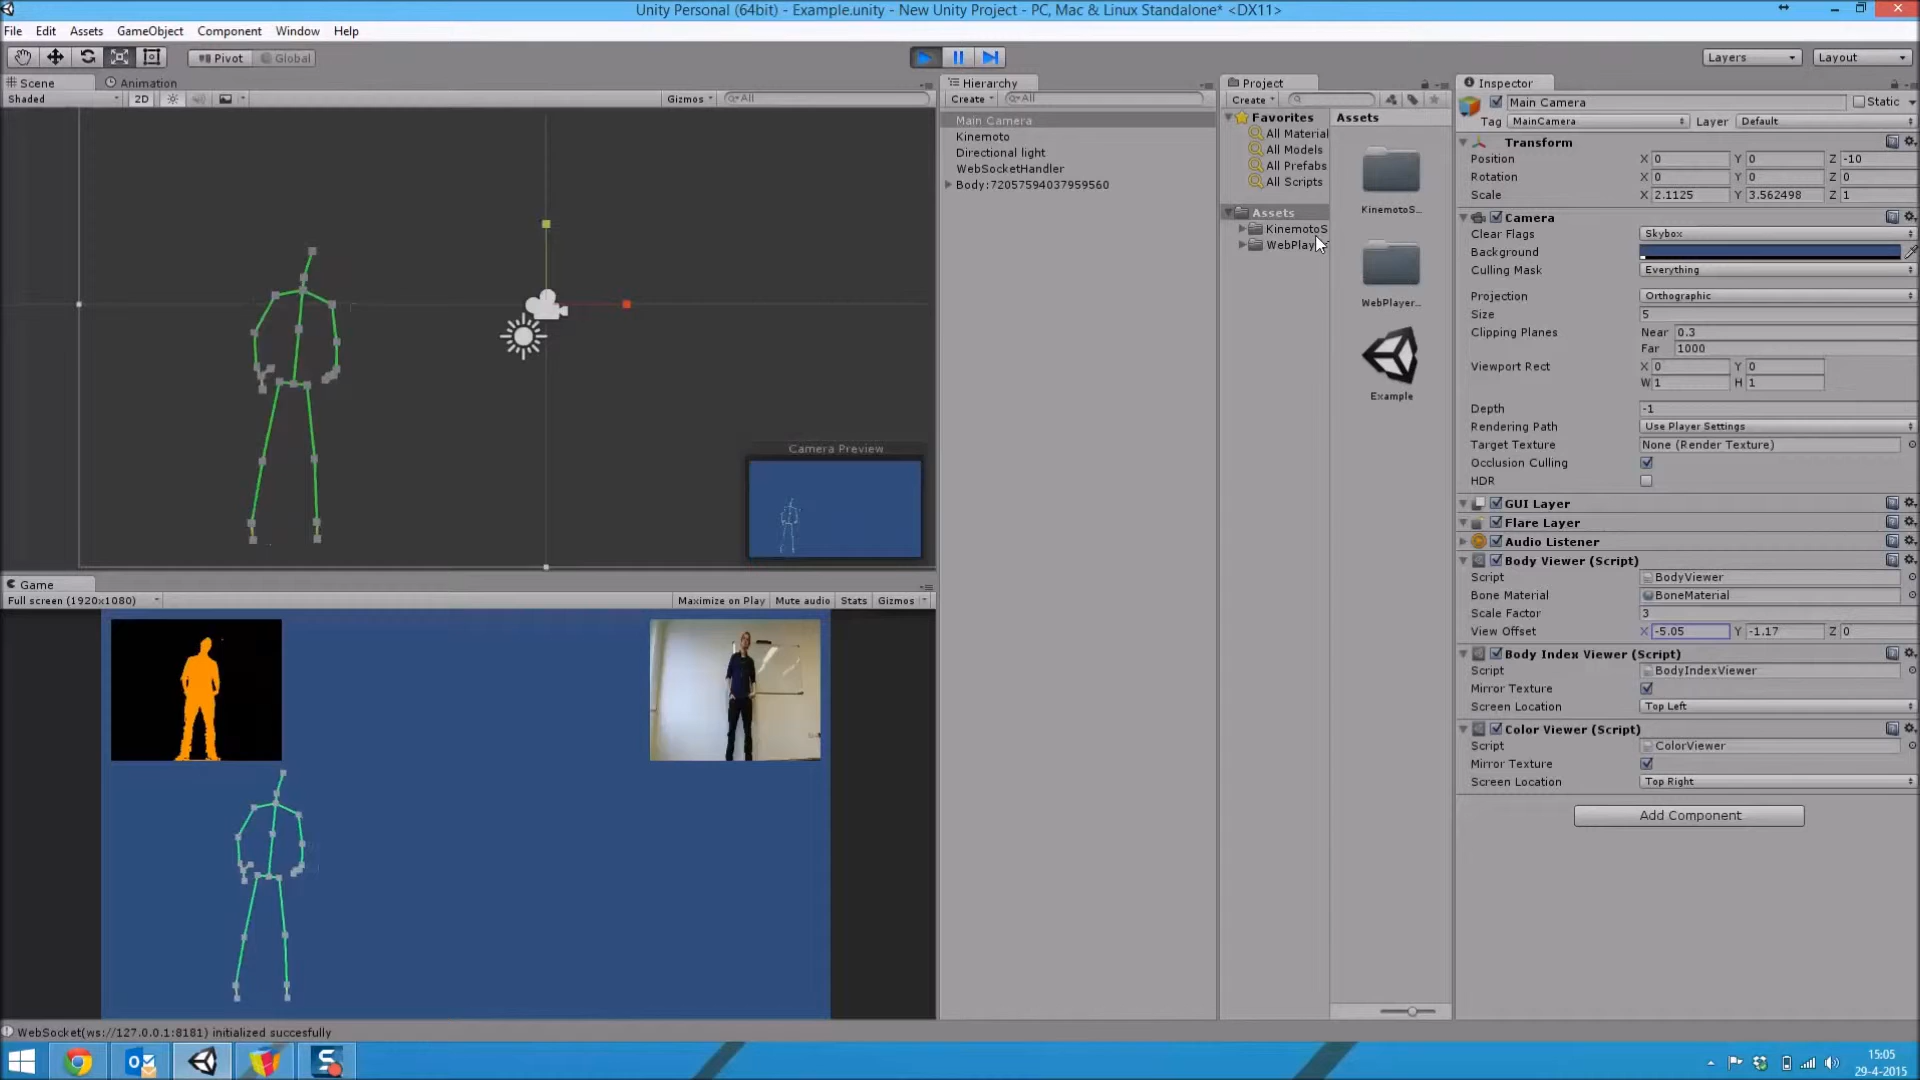 Unity Personal (64bit) - Example.unity - New Unity Project - PC, Mac & Linux Standalone* <DX11>
File Edit Assets GameObject Component Window Help
Pivot Global Layers Layout
Scene Animation
Shaded 2D Gizmos All
Hierarchy
Create All
Main Camera
Kinemoto
Directional light
WebSocketHandler
Body:72057594037959560
Project
Create
Favorites
All Material
All Models
All Prefabs
All Scripts
Assets
KinemotoS
WebPlay
Assets
KinemotoS...
WebPlayer...
Example
Inspector
Main Camera Static
Tag MainCamera Layer Default
Transform
Position X 0 Y 0 Z -10
Rotation X 0 Y 0 Z 0
Scale X 2.1125 Y 3.562498 Z 1
Camera
Clear Flags Skybox
Background
Culling Mask Everything
Projection Orthographic
Size 5
Clipping Planes Near 0.3
Far 1000
Viewport Rect X 0 Y 0
W 1 H 1
Depth -1
Rendering Path Use Player Settings
Target Texture None (Render Texture)
Occlusion Culling
HDR
GUI Layer
Flare Layer
Audio Listener
Body Viewer (Script)
Script BodyViewer
Bone Material BoneMaterial
Scale Factor 3
View Offset X -5.05 Y -1.17 Z 0
Body Index Viewer (Script)
Script BodyIndexViewer
Mirror Texture
Screen Location Top Left
Color Viewer (Script)
Script ColorViewer
Mirror Texture
Screen Location Top Right
Add Component
Camera Preview
Game
Full screen (1920x1080) Maximize on Play Mute audio Stats Gizmos
WebSocket(ws://127.0.0.1:8181) initialized succesfully
15:05
29-4-2015